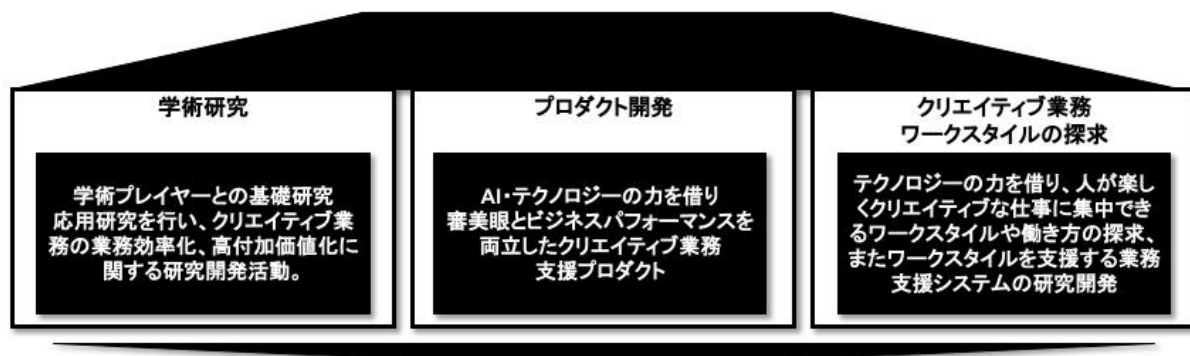 学術研究
学術プレイヤーとの基礎研究
応用研究を行い、クリエイティブ業
務の業務効率化、高付加価値化に
関する研究開発活動。
プロダクト開発
AI・テクノロジーの力を借り
審美眼とビジネスパフォーマンスを
両立したクリエイティブ業務
支援プロダクト
クリエイティブ業務
ワークスタイルの探求
テクノロジーの力を借り、人が楽し
くクリエイティブな仕事に集中でき
るワークスタイルや働き方の探求、
またワークスタイルを支援する業務
支援システムの研究開発